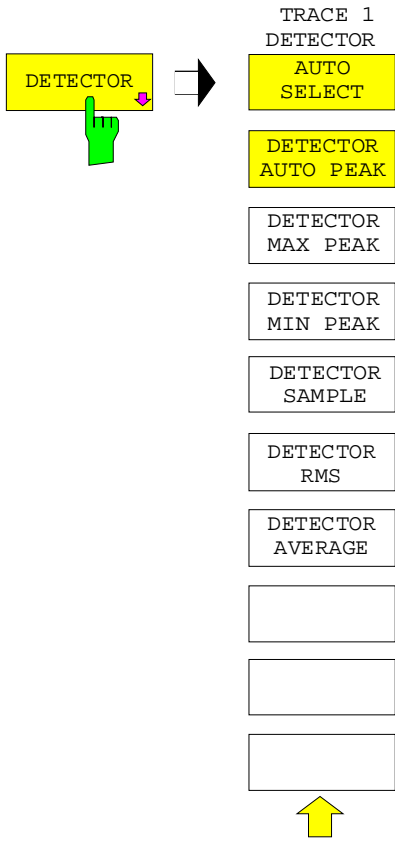 TRACE 1
DETECTOR
DETECTOR
AUTO
SELECT
DETECTOR
AUTO PEAK
DETECTOR
MAX PEAK
DETECTOR
MIN PEAK
DETECTOR
SAMPLE
DETECTOR
RMS
DETECTOR
AVERAGE